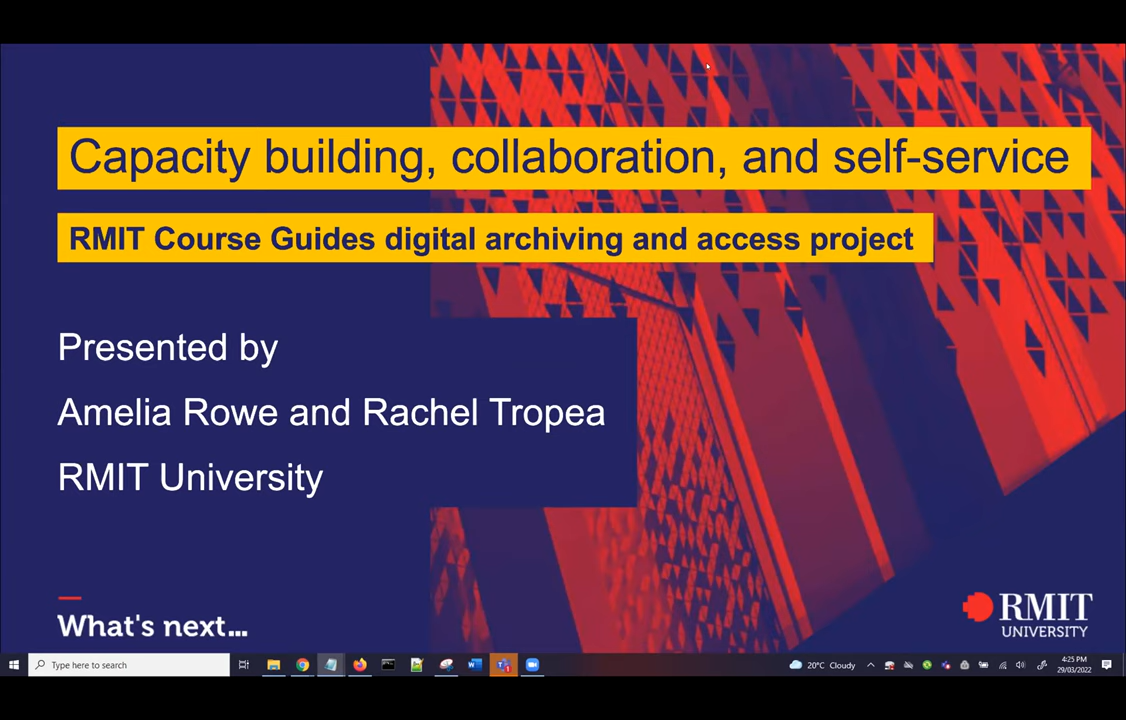 Capacity building, collaboration, and self-service
RMIT Course Guides digital archiving and access project
Presented by
Amelia Rowe and Rachel Tropea
RMIT University
What's next...
RMIT
UNIVERSITY
Type here to search
20°C Cloudy
4:25 PM
29/03/2022